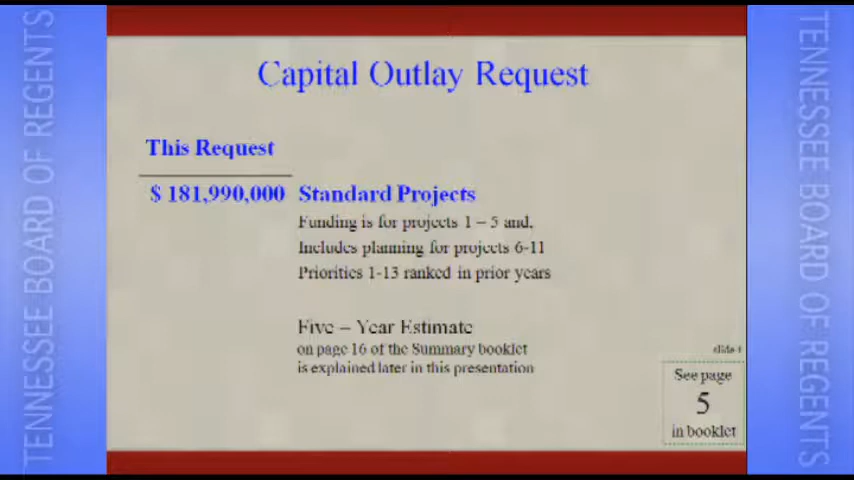 TENNESSEE BOARD OF REGENTS
Capital Outlay Request
This Request
$ 181,990,000 Standard Projects
Funding is for projects 1 – 5 and,
Includes planning for projects 6-11
Priorities 1-13 ranked in prior years
Five – Year Estimate
on page 16 of the Summary booklet
is explained later in this presentation
slide-4
See page
5
in booklet
TENNESSEE BOARD OF REGENTS